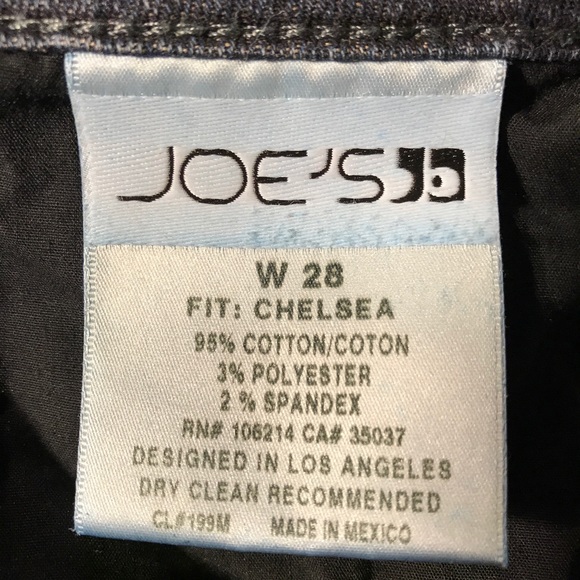 JOE'S
W 28
FIT: CHELSEA
95% COTTON/COTON
3% POLYESTER
2 % SPANDEX
RN# 106214 CA# 35037
DESIGNED IN LOS ANGELES
DRY CLEAN RECOMMENDED
CL#199M MADE IN MEXICO